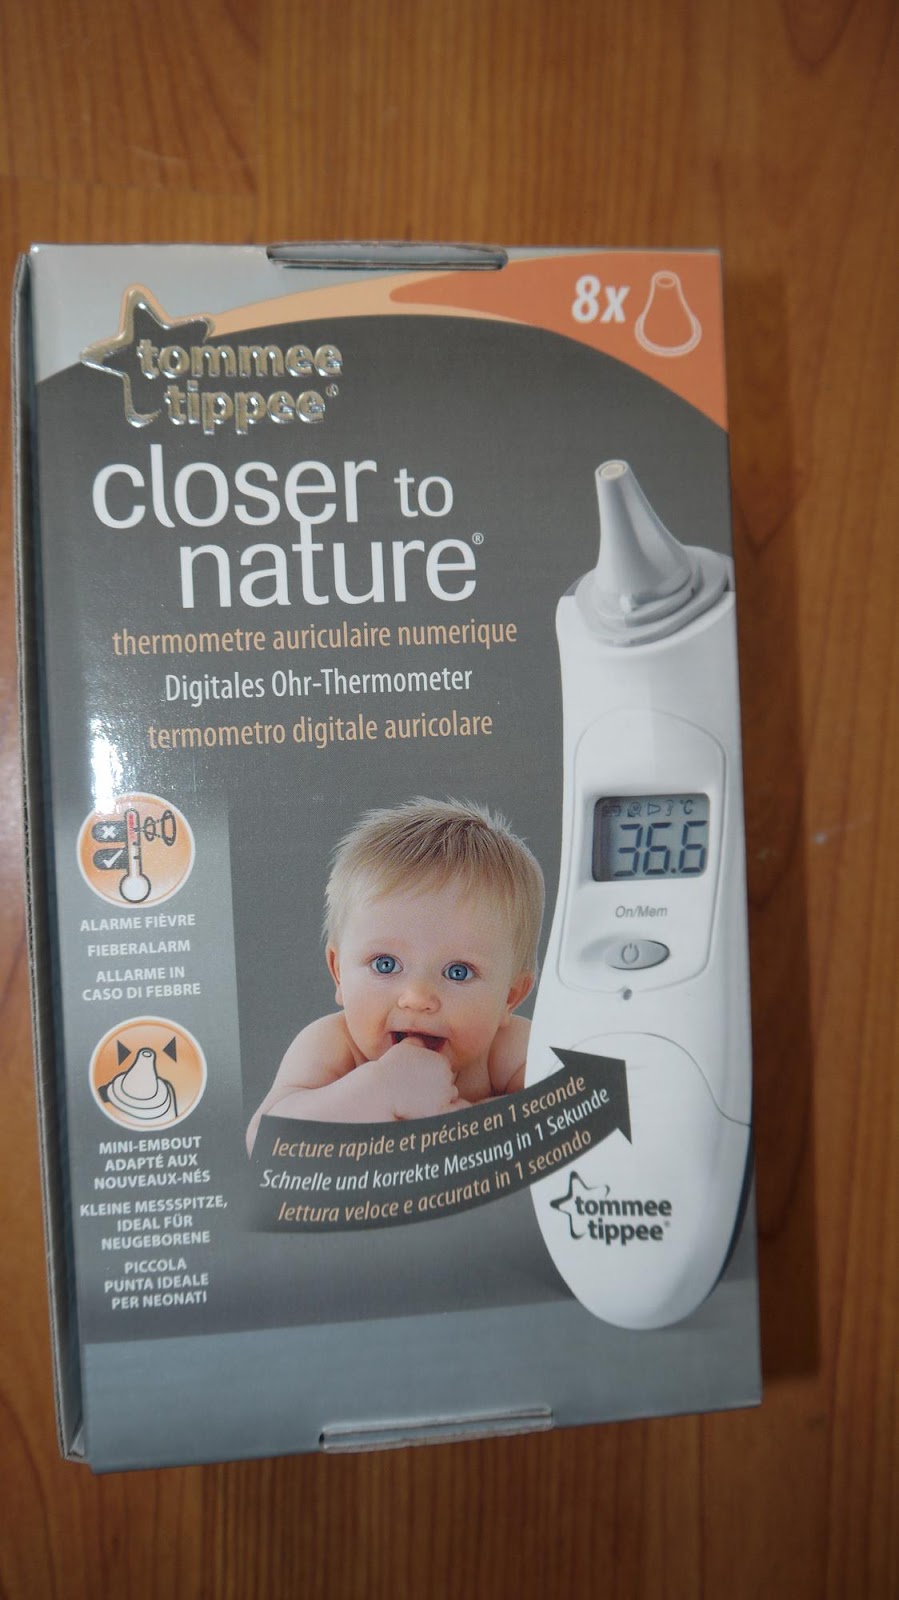 8x
tommee
tippee®
closer to
nature®
thermometre auriculaire numerique
Digitales Ohr-Thermometer
termometro digitale auricolare
°C
36.6
On/Mem
ALARME FIÈVRE
FIEBERALARM
ALLARME IN
CASO DI FEBBRE
MINI-EMBOUT
ADAPTÉ AUX
NOUVEAUX-NÉS
KLEINE MESSSPITZE,
IDEAL FÜR
NEUGEBORENE
PICCOLA
PUNTA IDEALE
PER NEONATI
lecture rapide et précise en 1 seconde
Schnelle und korrekte Messung in 1 Sekunde
lettura veloce e accurata in 1 secondo
tommee
tippee®